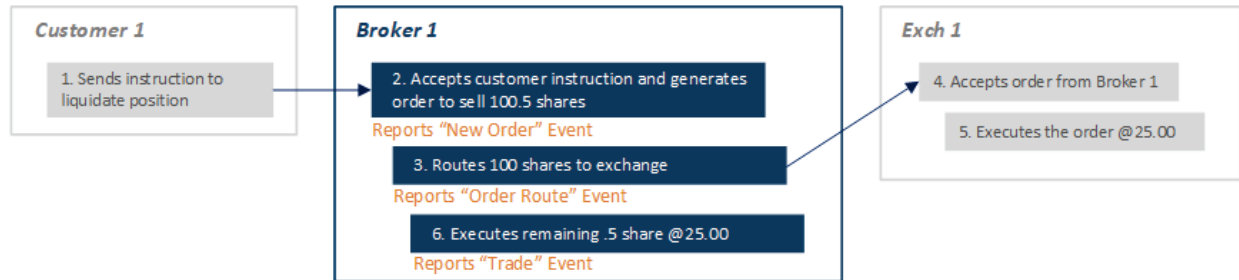 Customer 1
1. Sends instruction to
liquidate position
Broker 1
2. Accepts customer instruction and generates
order to sell 100.5 shares
Reports “New Order” Event
3. Routes 100 shares to exchange
Reports “Order Route” Event
6. Executes remaining .5 share @25.00
Reports “Trade” Event
Exch 1
4. Accepts order from Broker 1
5. Executes the order @25.00